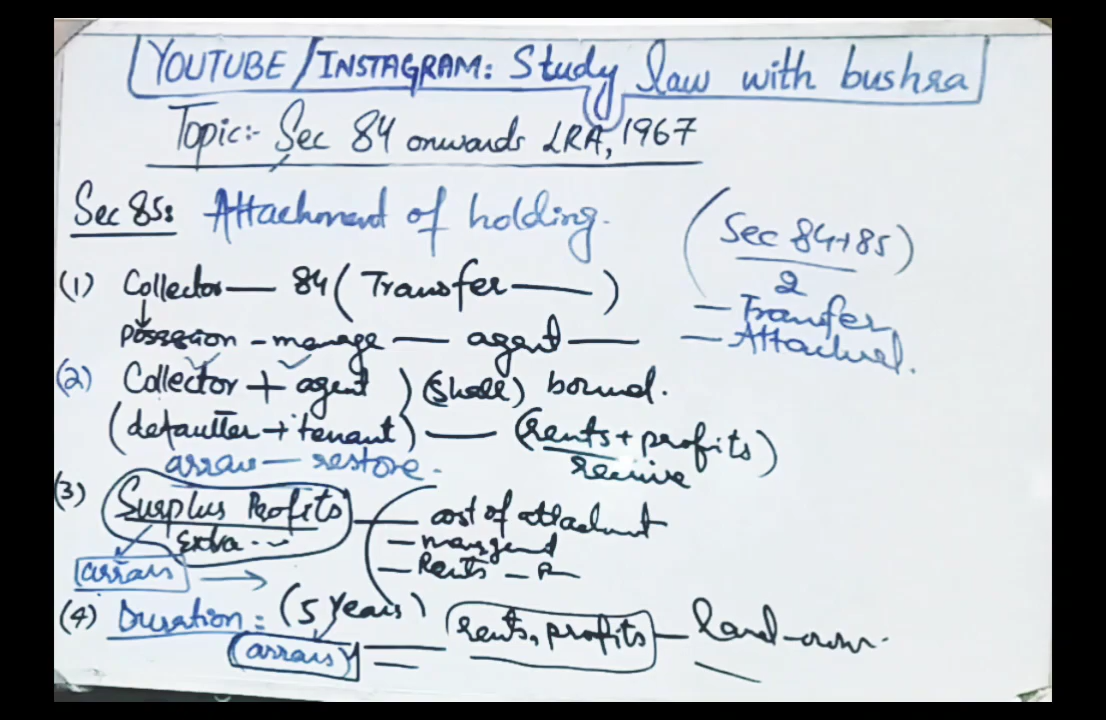 YOUTUBE/INSTAGRAM: Study law with bushra
Topic:- Sec 84 onwards LRA, 1967
Sec 85: Attachment of holding.
(Sec 84+85)
2
— Transfer
— Attachment.
(1) Collector — 84 (Transfer —)
possession - manage — agent —
(2) Collector + agent (shall) bound.
(defaulter + tenant) — (rents + profits)
arrear — restore. receive
(3) Surplus Profits — cost of attachment
Extra
— Rents
arrears
(4) Duration: (5 years) rents, profits — land-own.
(arrears)